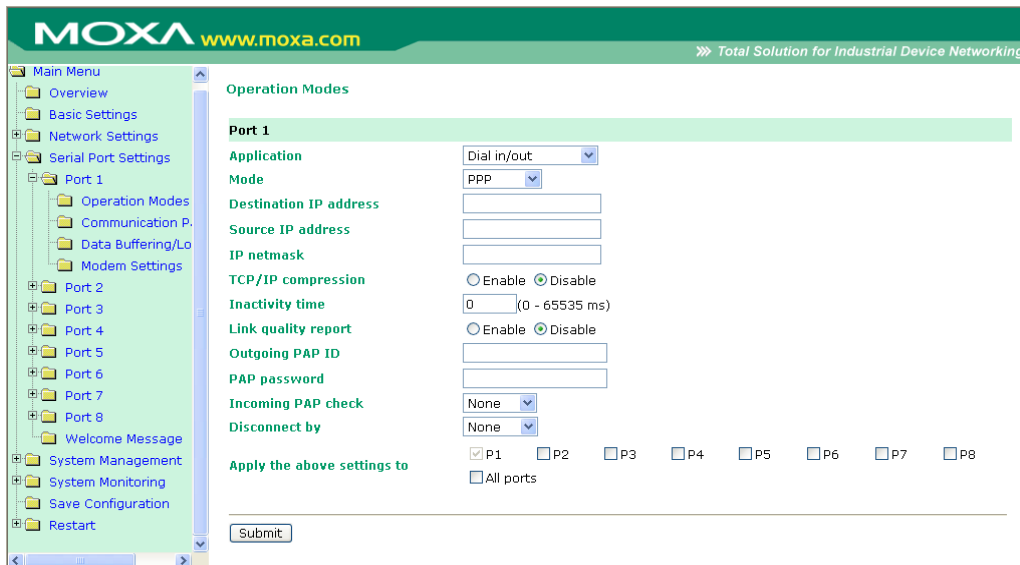 MOXA www.moxa.com
Total Solution for Industrial Device Networking
Main Menu
Overview
Basic Settings
Network Settings
Serial Port Settings
Port 1
Operation Modes
Communication P
Data Buffering/Lo
Modem Settings
Port 2
Port 3
Port 4
Port 5
Port 6
Port 7
Port 8
Welcome Message
System Management
System Monitoring
Save Configuration
Restart
Operation Modes
Port 1
Application Dial in/out
Mode PPP
Destination IP address
Source IP address
IP netmask
TCP/IP compression Enable Disable
Inactivity time 0 (0 - 65535 ms)
Link quality report Enable Disable
Outgoing PAP ID
PAP password
Incoming PAP check None
Disconnect by None
Apply the above settings to P1 P2 P3 P4 P5 P6 P7 P8
All ports
Submit